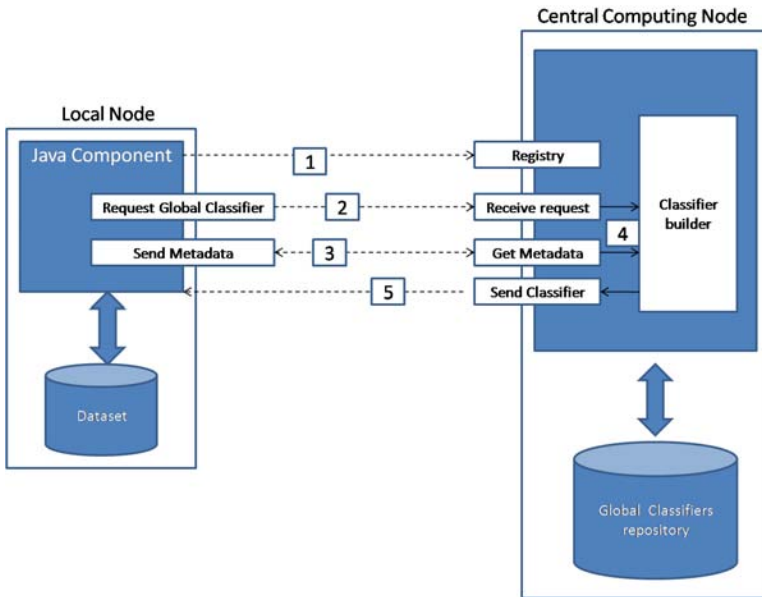 Central Computing Node
Local Node
Java Component
1
Registry
Request Global Classifier
2
Receive request
Classifier
builder
4
Send Metadata
3
Get Metadata
5
Send Classifier
Dataset
Global Classifiers
repository